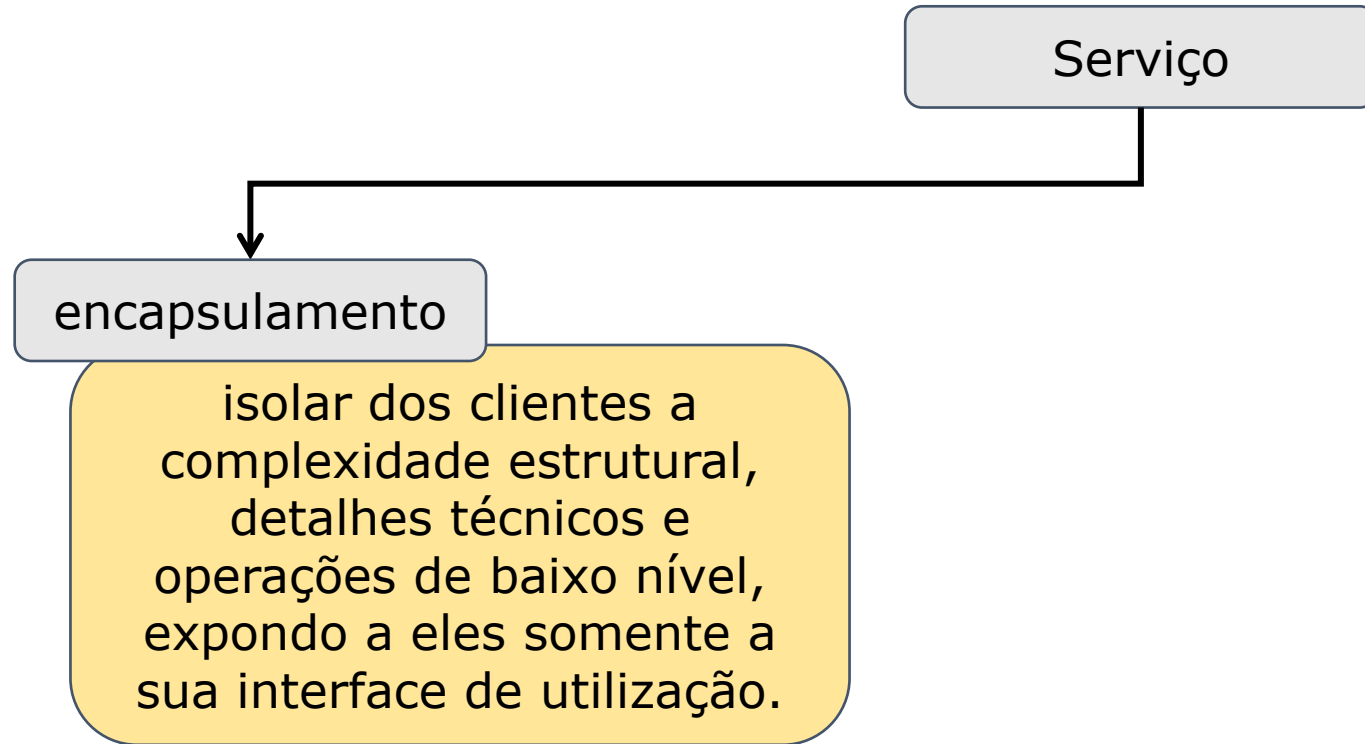 Serviço
encapsulamento
isolar dos clientes a
complexidade estrutural,
detalhes técnicos e
operações de baixo nível,
expondo a eles somente a
sua interface de utilização.